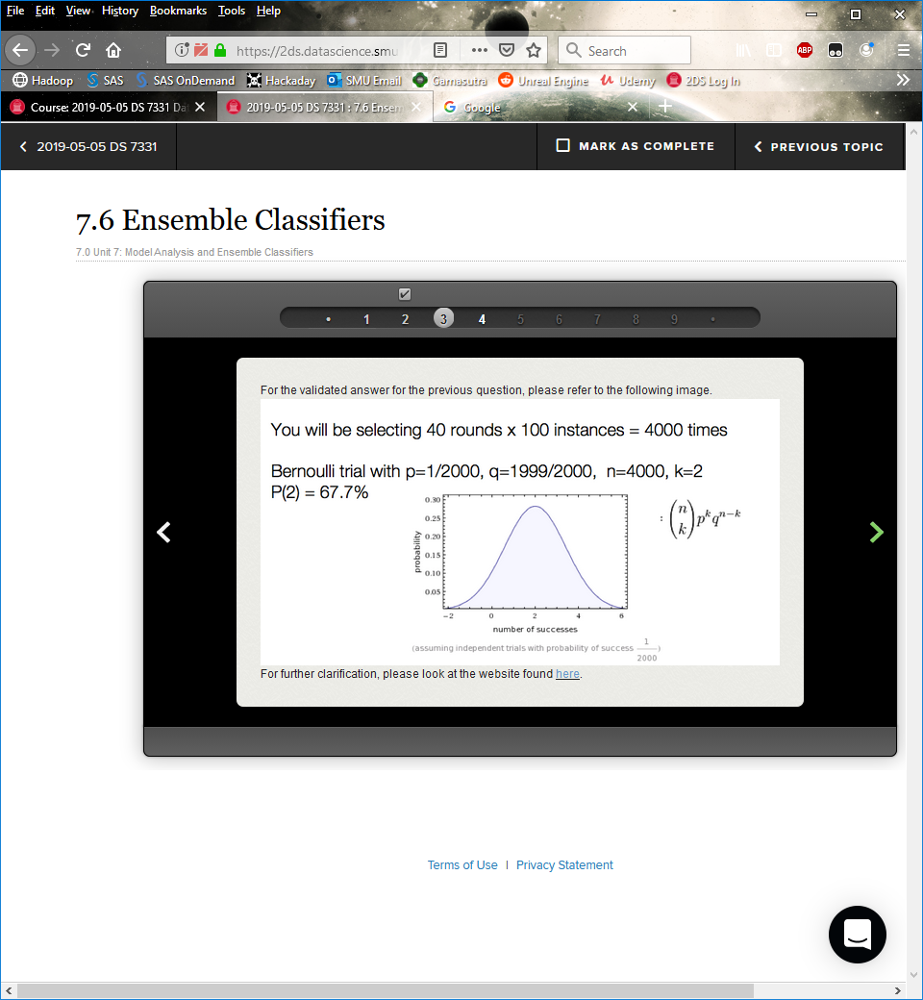 File Edit View History Bookmarks Tools Help
https://2ds.datascience.smu
Search
ABP
Hadoop SAS SAS OnDemand Hackaday SMU Email Gamasutra Unreal Engine Udemy 2DS Log In
Course: 2019-05-05 DS 7331 Da 2019-05-05 DS 7331 : 7.6 Ensem Google
2019-05-05 DS 7331 MARK AS COMPLETE PREVIOUS TOPIC
7.6 Ensemble Classifiers
7.0 Unit 7: Model Analysis and Ensemble Classifiers
• 1 2 3 4 5 6 7 8 9 •
For the validated answer for the previous question, please refer to the following image.
You will be selecting 40 rounds x 100 instances = 4000 times
Bernoulli trial with p=1/2000, q=1999/2000, n=4000, k=2
P(2) = 67.7%
: (n k) p^k q^n-k
probability
0.30
0.25
0.20
0.15
0.10
0.05
-2 0 2 4 6
number of successes
(assuming independent trials with probability of success 1/2000)
For further clarification, please look at the website found here.
Terms of Use | Privacy Statement